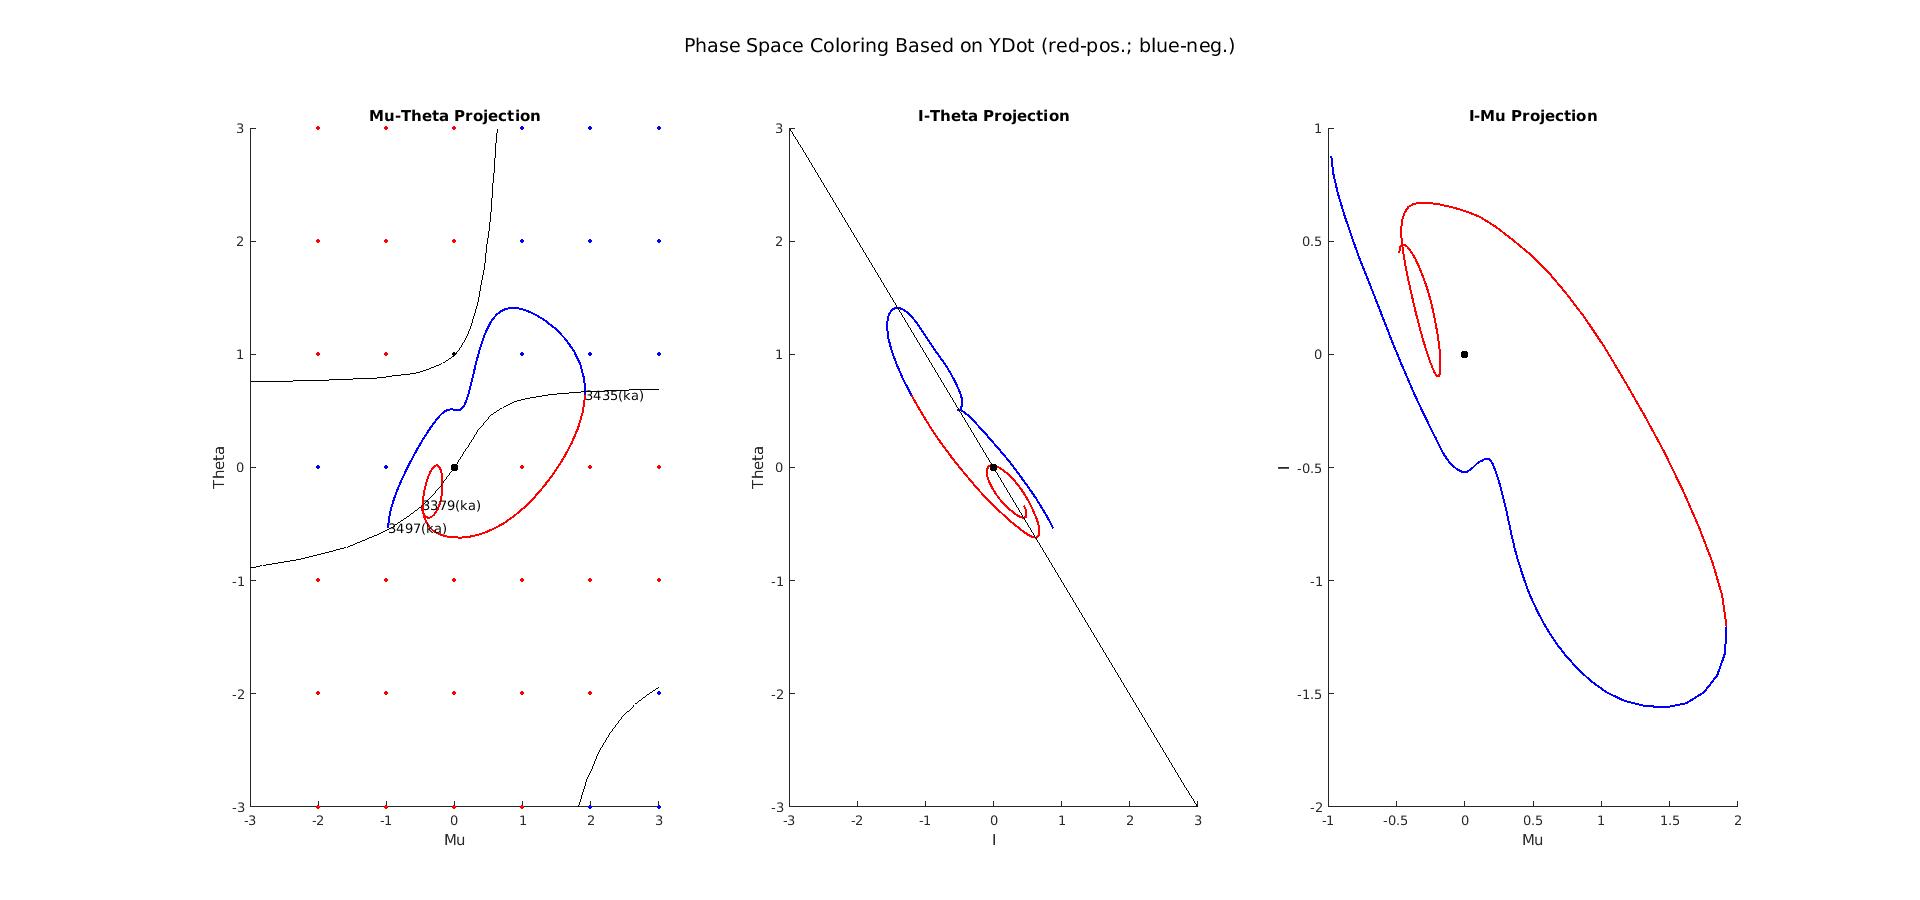 Phase Space Coloring Based on YDot (red-pos.; blue-neg.)
Mu-Theta Projection
3
2
1
0
-1
-2
-3
Theta
3435(ka)
3379(ka)
3497(ka)
-3 -2 -1 0 1 2 3
Mu
I-Theta Projection
3
2
1
0
-1
-2
-3
Theta
-3 -2 -1 0 1 2 3
I
I-Mu Projection
1
0.5
0
-0.5
-1
-1.5
-2
I
-1 -0.5 0 0.5 1 1.5 2
Mu